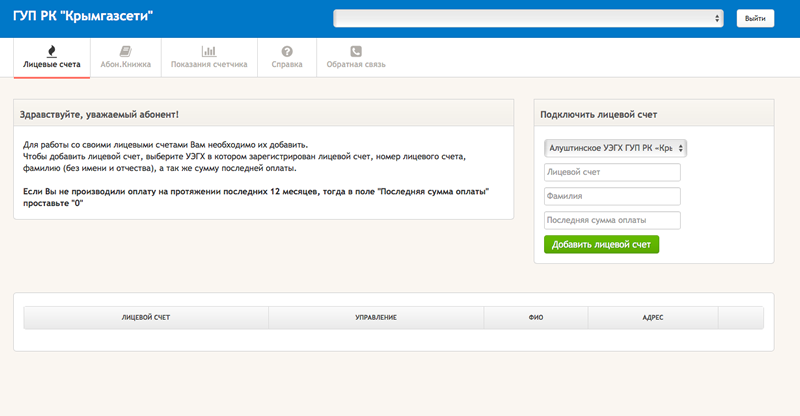 ГУП РК "Крымгазсети"
Выйти
Лицевые счета
Абон.Книжка
Показания счетчика
Справка
Обратная связь
Здравствуйте, уважаемый абонент!
Для работы со своими лицевыми счетами Вам необходимо их добавить.
Чтобы добавить лицевой счет, выберите УЭГХ в котором зарегистрирован лицевой счет, номер лицевого счета,
фамилию (без имени и отчества), а так же сумму последней оплаты.
Если Вы не производили оплату на протяжении последних 12 месяцев, тогда в поле "Последняя сумма оплаты"
проставьте "0"
Подключить лицевой счет
Алуштинское УЭГХ ГУП РК «Кры
Лицевой счет
Фамилия
Последняя сумма оплаты
Добавить лицевой счет
ЛИЦЕВОЙ СЧЕТ
УПРАВЛЕНИЕ
ФИО
АДРЕС